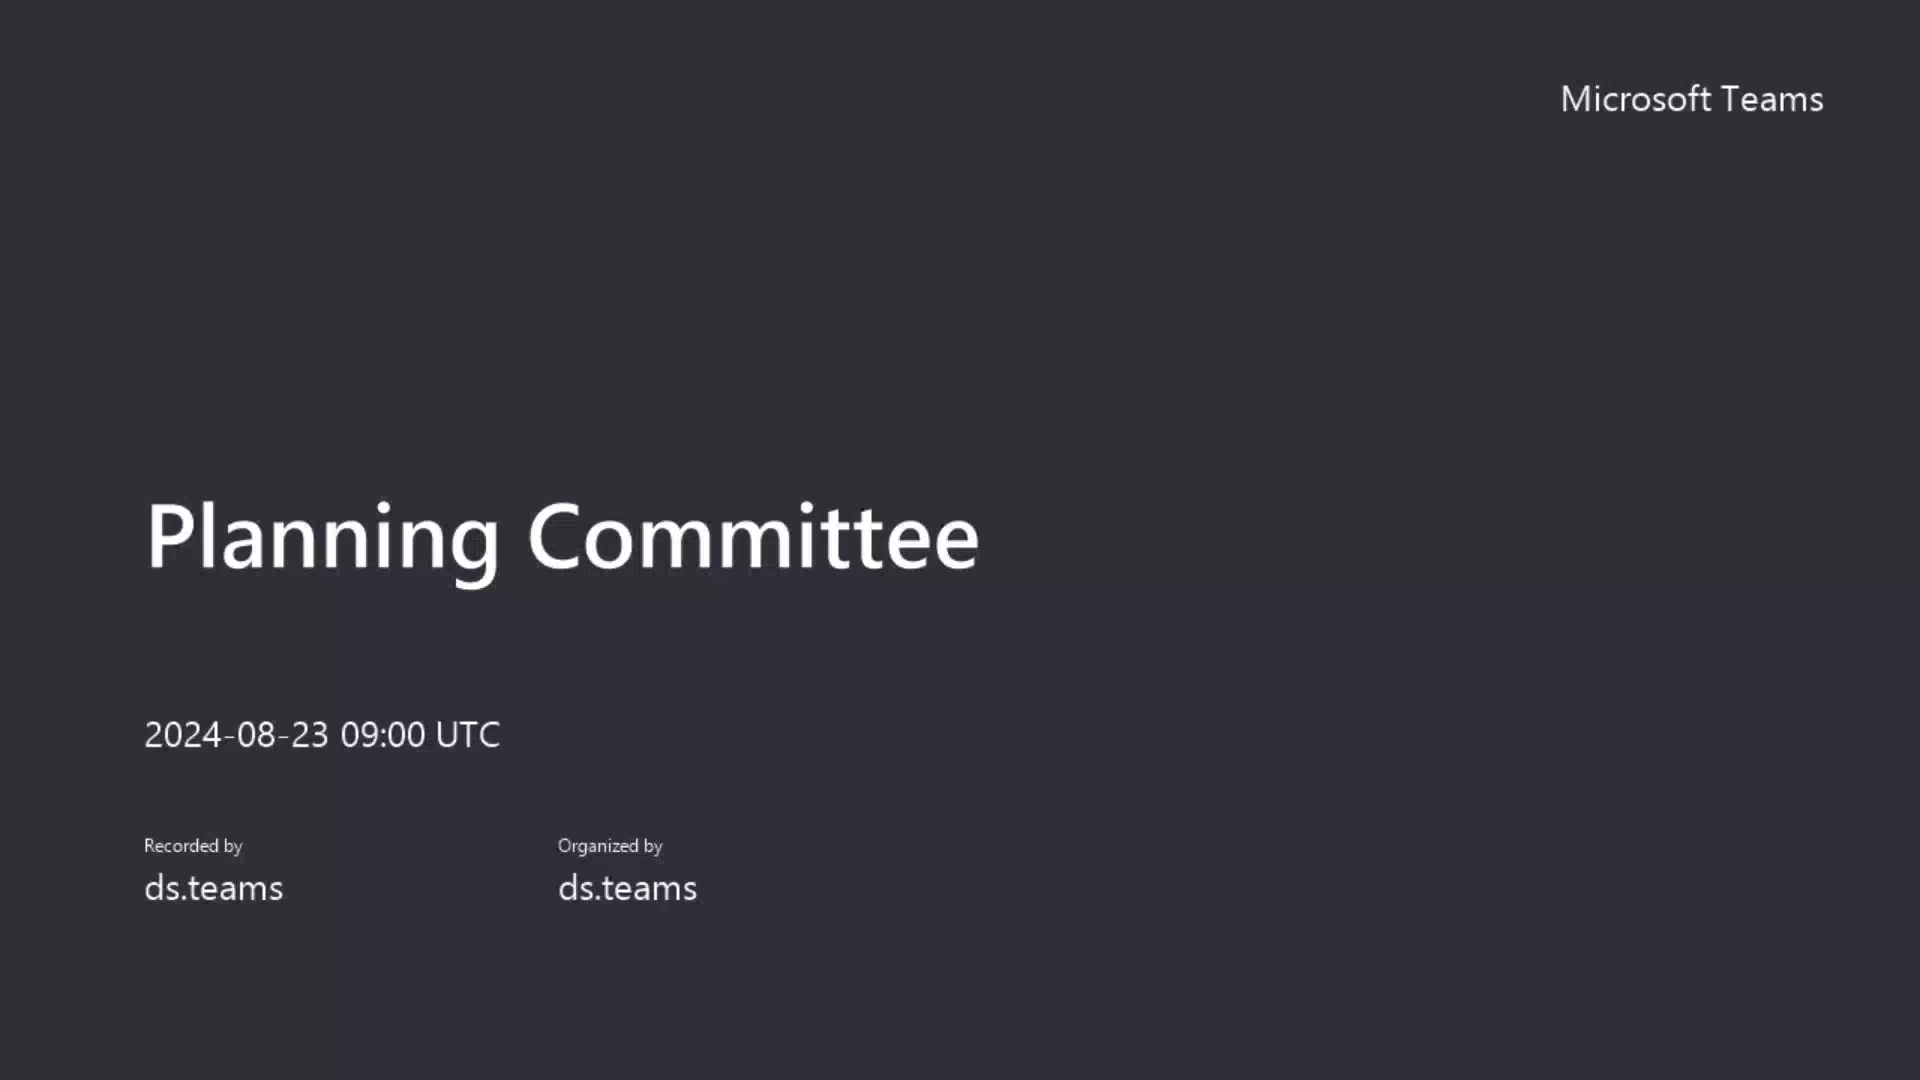 Microsoft Teams
Planning Committee
2024-08-23 09:00 UTC
Recorded by
Organized by
ds.teams
ds.teams